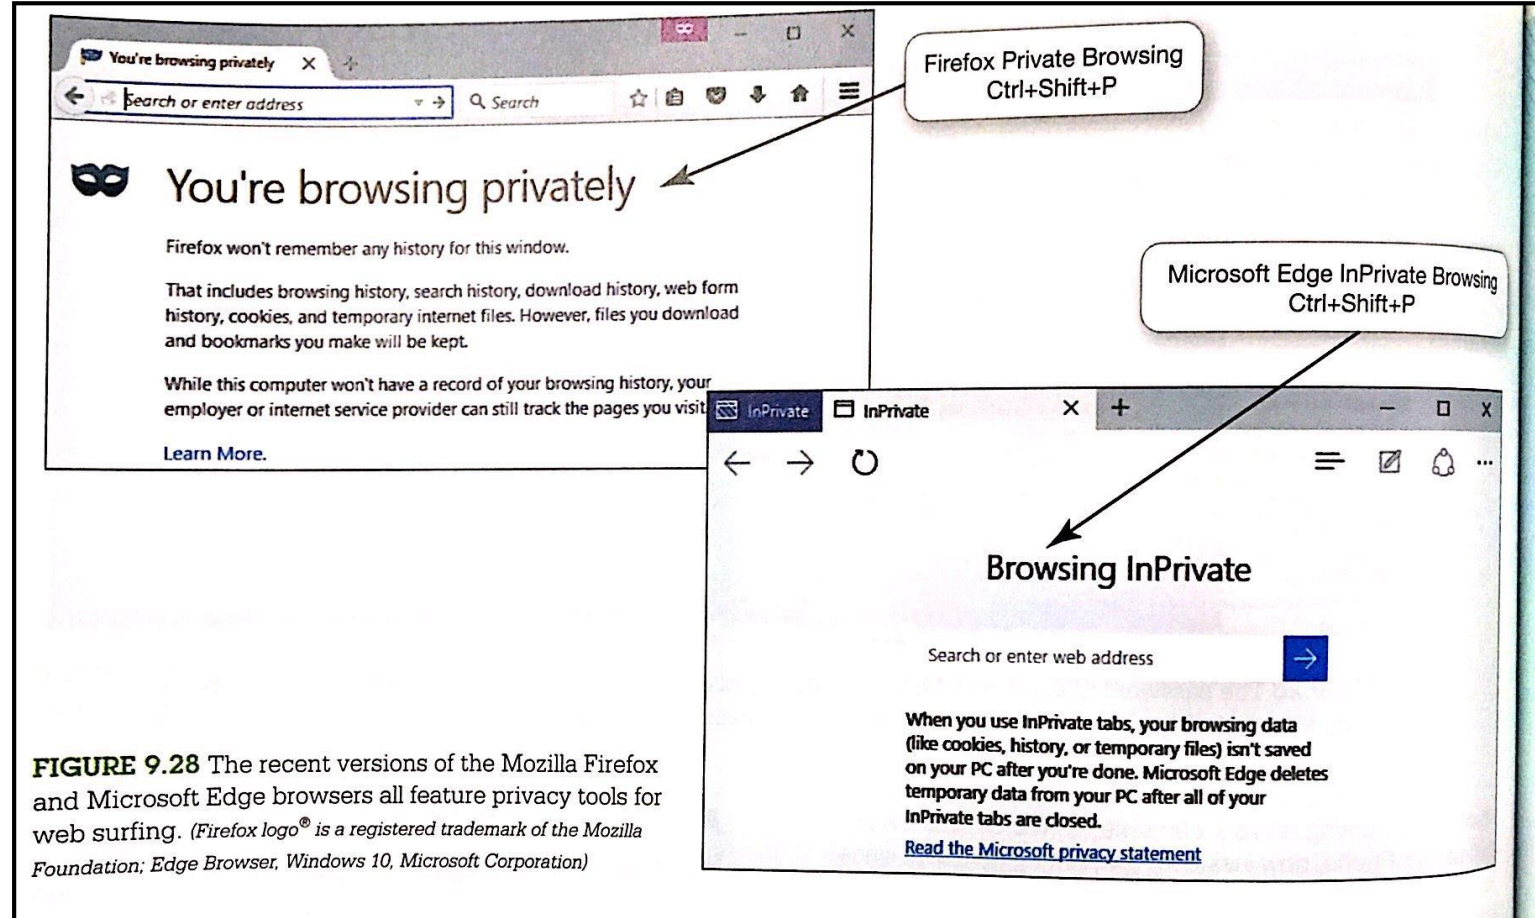 You're browsing privately
Search or enter address
Search
Firefox Private Browsing
Ctrl+Shift+P
You're browsing privately
Firefox won't remember any history for this window.
That includes browsing history, search history, download history, web form
history, cookies, and temporary internet files. However, files you download
and bookmarks you make will be kept.
While this computer won't have a record of your browsing history, your
employer or internet service provider can still track the pages you visit
Learn More.
Microsoft Edge InPrivate Browsing
Ctrl+Shift+P
InPrivate
InPrivate
Browsing InPrivate
Search or enter web address
When you use InPrivate tabs, your browsing data
(like cookies, history, or temporary files) isn't saved
on your PC after you're done. Microsoft Edge deletes
temporary data from your PC after all of your
InPrivate tabs are closed.
Read the Microsoft privacy statement
FIGURE 9.28 The recent versions of the Mozilla Firefox
and Microsoft Edge browsers all feature privacy tools for
web surfing. (Firefox logo® is a registered trademark of the Mozilla
Foundation; Edge Browser, Windows 10, Microsoft Corporation)